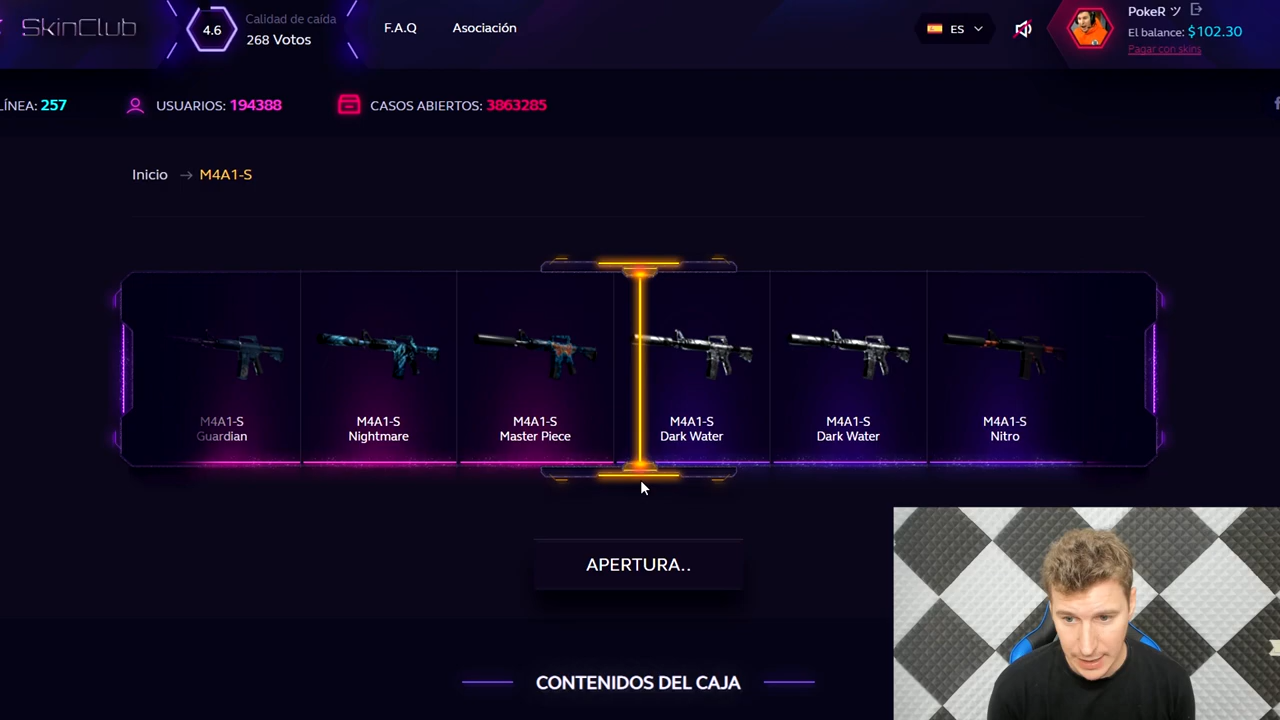 SkinClub
4.6
Calidad de caída
268 Votos
F.A.Q
Asociación
ES
PokeR ツ
El balance: $102.30
Pagar con skins
LÍNEA: 257
USUARIOS: 194388
CASOS ABIERTOS: 3863285
Inicio → M4A1-S
M4A1-S
Guardian
M4A1-S
Nightmare
M4A1-S
Master Piece
M4A1-S
Dark Water
M4A1-S
Dark Water
M4A1-S
Nitro
APERTURA..
CONTENIDOS DEL CAJA